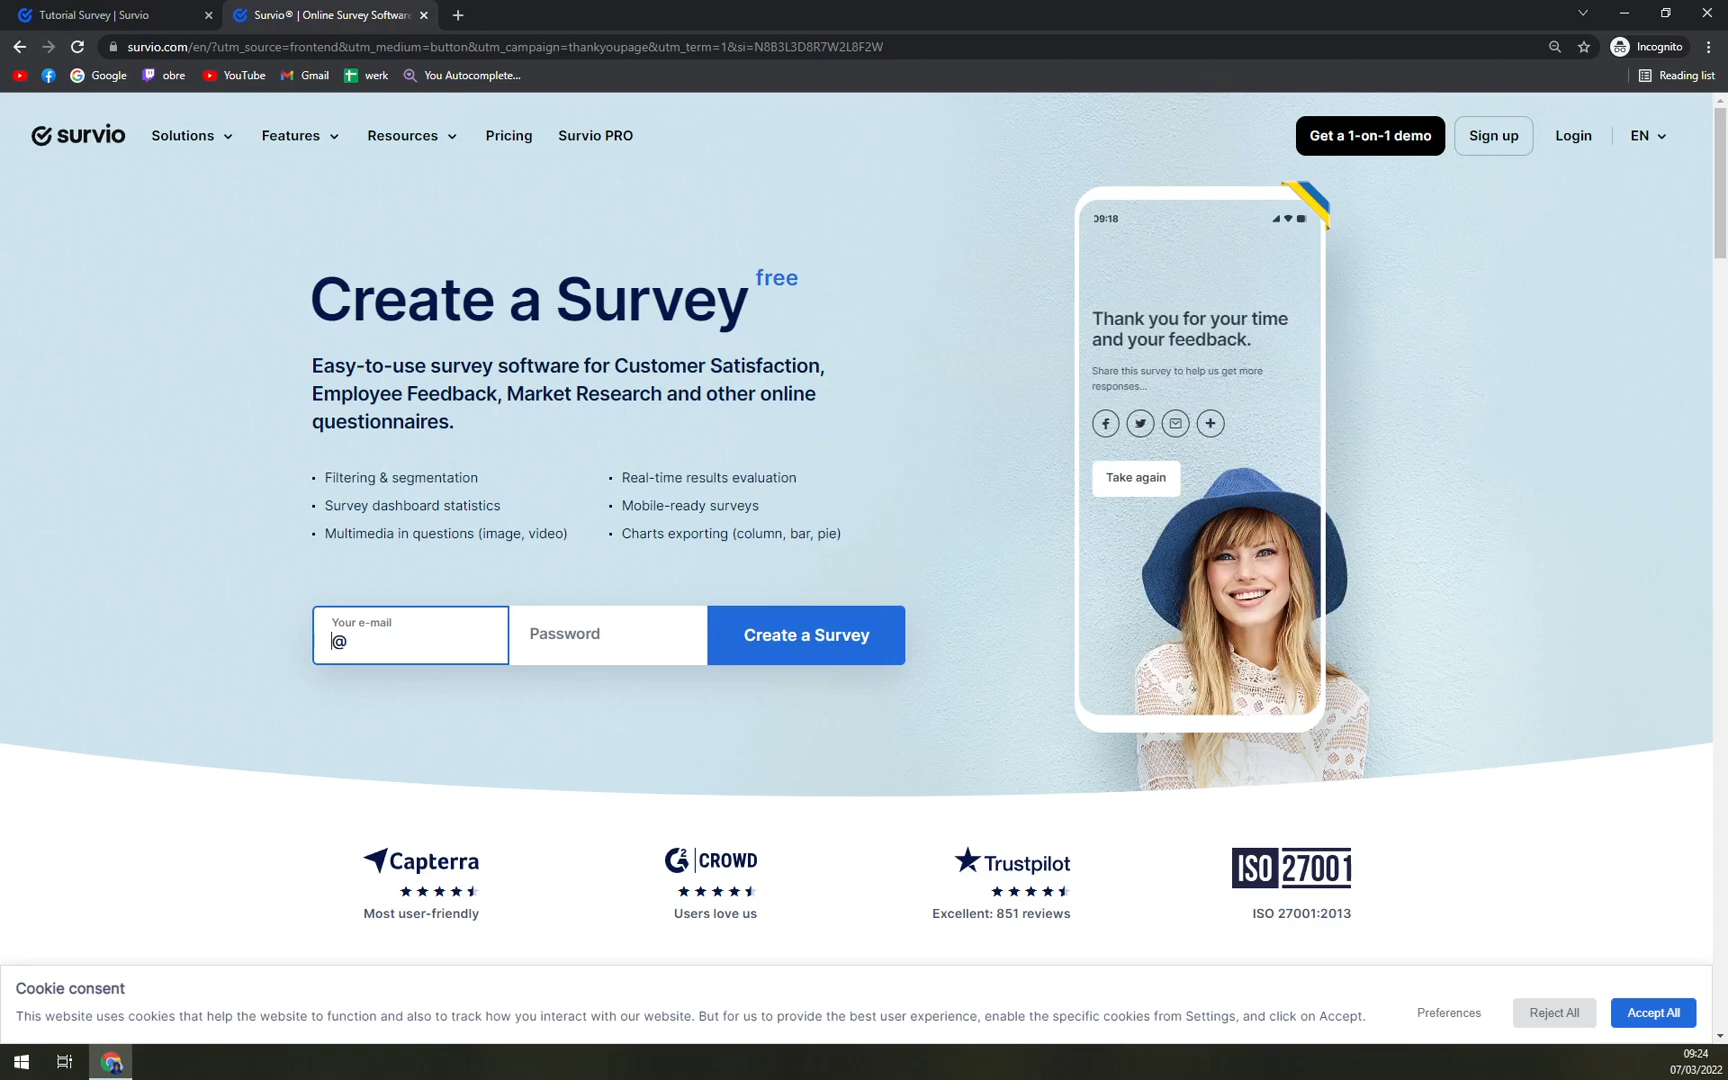 Tutorial Survey | Survio
Survio® | Online Survey Software
survio.com/en/?utm_source=frontend&utm_medium=button&utm_campaign=thankyoupage&utm_term=1&si=N8B3L3D8R7W2L8F2W
Incognito
Google
obre
YouTube
Gmail
werk
You Autocomplete...
Reading list
survio
Solutions
Features
Resources
Pricing
Survio PRO
Get a 1-on-1 demo
Sign up
Login
EN
09:18
Create a Survey free
Thank you for your time
and your feedback.
Share this survey to help us get more
responses...
Take again
Easy-to-use survey software for Customer Satisfaction,
Employee Feedback, Market Research and other online
questionnaires.
• Filtering & segmentation
• Real-time results evaluation
• Survey dashboard statistics
• Mobile-ready surveys
• Multimedia in questions (image, video)
• Charts exporting (column, bar, pie)
Your e-mail
@
Password
Create a Survey
Capterra
Most user-friendly
G2 | CROWD
Users love us
Trustpilot
Excellent: 851 reviews
ISO 27001
ISO 27001:2013
Cookie consent
This website uses cookies that help the website to function and also to track how you interact with our website. But for us to provide the best user experience, enable the specific cookies from Settings, and click on Accept.
Preferences
Reject All
Accept All
09:24
07/03/2022